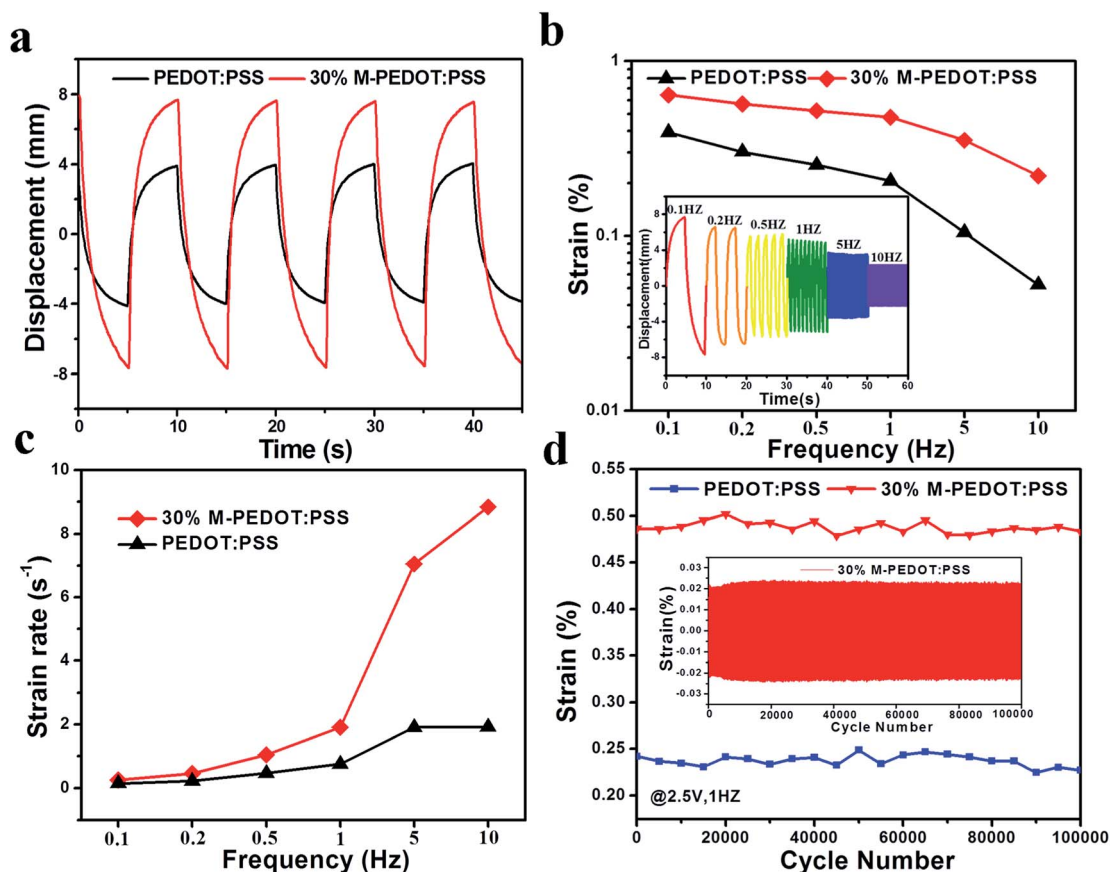 a
PEDOT:PSS 30% M-PEDOT:PSS
8
4
0
-4
-8
Displacement (mm)
0 10 20 30 40
Time (s)
b
PEDOT:PSS 30% M-PEDOT:PSS
1
0.1
0.01
Strain (%)
0.1HZ 0.2HZ 0.5HZ 1HZ 5HZ 10HZ
8
4
0
-4
-8
Displacement(mm)
0 10 20 30 40 50 60
Time(s)
0.1 0.2 0.5 1 5 10
Frequency (Hz)
c
30% M-PEDOT:PSS
PEDOT:PSS
10
8
6
4
2
0
Strain rate (s⁻¹)
0.1 0.2 0.5 1 5 10
Frequency (Hz)
d
PEDOT:PSS 30% M-PEDOT:PSS
0.55
0.50
0.45
0.40
0.35
0.30
0.25
0.20
Strain (%)
30% M-PEDOT:PSS
0.03
0.02
0.01
0.00
-0.01
-0.02
-0.03
Strain(%)
0 20000 40000 60000 80000 100000
Cycle Number
@2.5V,1HZ
0 20000 40000 60000 80000 100000
Cycle Number